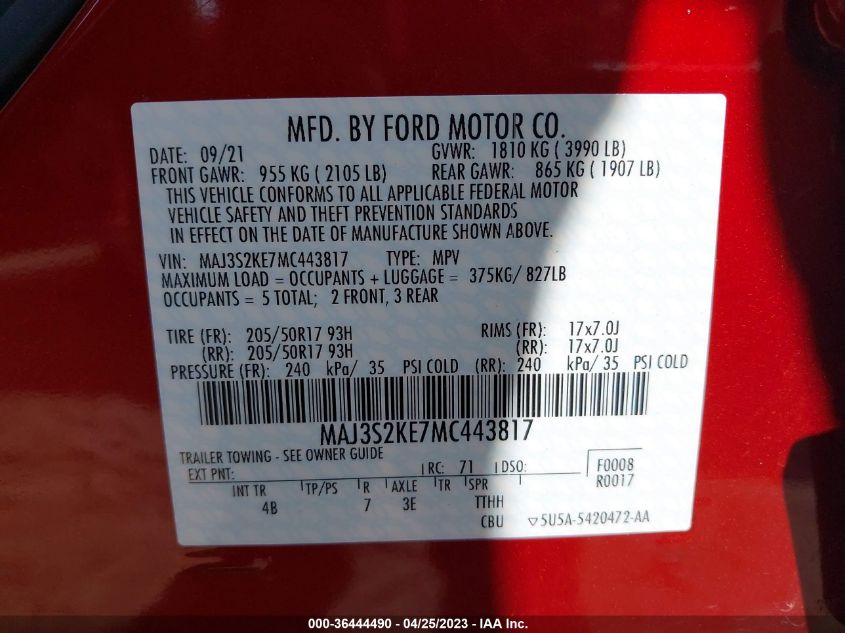 MFD. BY FORD MOTOR CO.
DATE: 09/21 GVWR: 1810 KG ( 3990 LB)
FRONT GAWR: 955 KG ( 2105 LB) REAR GAWR: 865 KG ( 1907 LB)
THIS VEHICLE CONFORMS TO ALL APPLICABLE FEDERAL MOTOR
VEHICLE SAFETY AND THEFT PREVENTION STANDARDS
IN EFFECT ON THE DATE OF MANUFACTURE SHOWN ABOVE.
VIN: MAJ3S2KE7MC443817 TYPE: MPV
MAXIMUM LOAD = OCCUPANTS + LUGGAGE = 375KG/ 827LB
OCCUPANTS = 5 TOTAL; 2 FRONT, 3 REAR
TIRE (FR): 205/50R17 93H RIMS (FR): 17x7.0J
(RR): 205/50R17 93H (RR): 17x7.0J
PRESSURE (FR): 240 kPa/ 35 PSI COLD (RR): 240 kPa/ 35 PSI COLD
MAJ3S2KE7MC443817
TRAILER TOWING - SEE OWNER GUIDE
EXT PNT: RC: 71 DSO: F0008
R0017
INT TR TP/PS R AXLE TR SPR
4B 7 3E TTHH
CBU ▽5U5A-5420472-AA
000-36444490 - 04/25/2023 - IAA Inc.